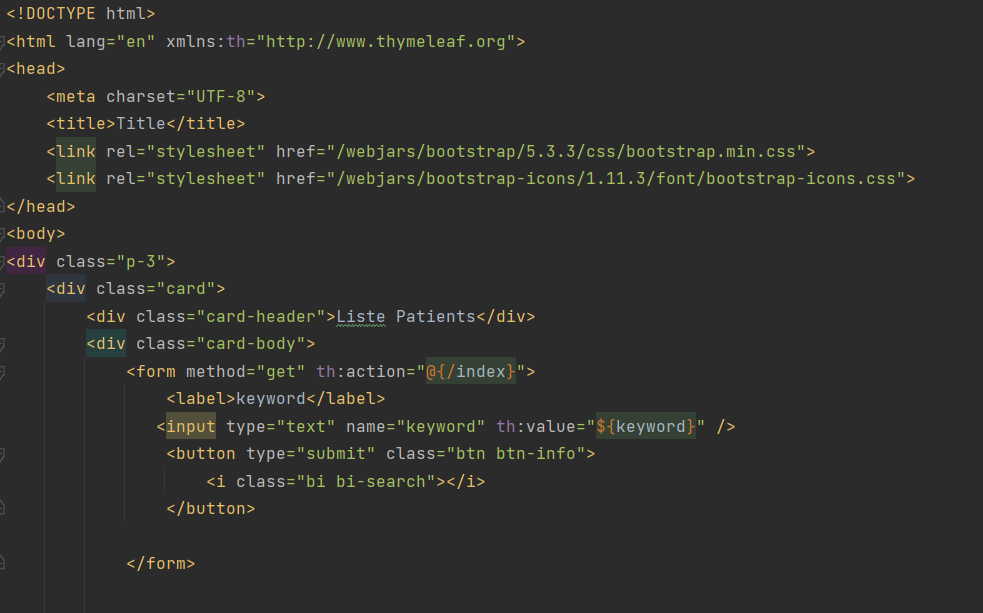 <!DOCTYPE html>
<html lang="en" xmlns:th="http://www.thymeleaf.org">
<head>
    <meta charset="UTF-8">
    <title>Title</title>
    <link rel="stylesheet" href="/webjars/bootstrap/5.3.3/css/bootstrap.min.css">
    <link rel="stylesheet" href="/webjars/bootstrap-icons/1.11.3/font/bootstrap-icons.css">
</head>
<body>
<div class="p-3">
    <div class="card">
        <div class="card-header">Liste Patients</div>
        <div class="card-body">
            <form method="get" th:action="@{/index}">
                <label>keyword</label>
               <input type="text" name="keyword" th:value="${keyword}" />
                <button type="submit" class="btn btn-info">
                    <i class="bi bi-search"></i>
                </button>

            </form>